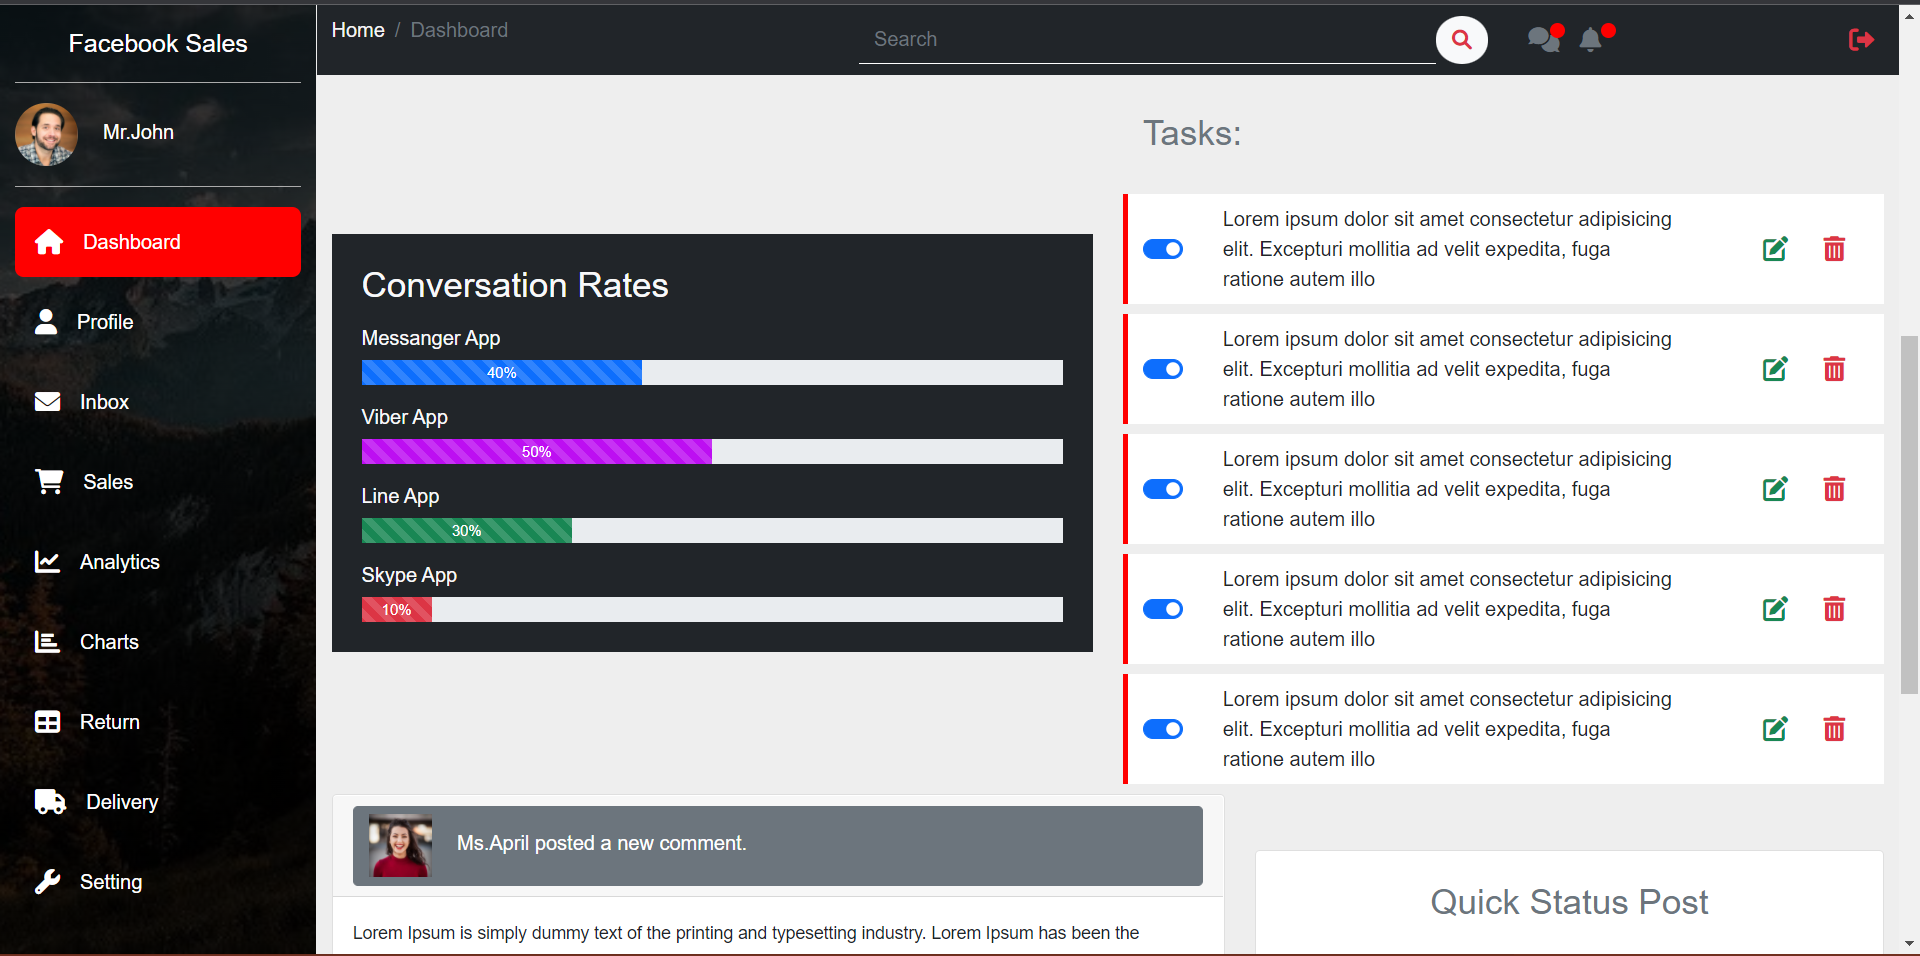 Facebook Sales
Mr.John
Dashboard
Profile
Inbox
Sales
Analytics
Charts
Return
Delivery
Setting
Home / Dashboard
Search
Conversation Rates
Messanger App
40%
Viber App
50%
Line App
30%
Skype App
10%
Tasks:
Lorem ipsum dolor sit amet consectetur adipisicing
elit. Excepturi mollitia ad velit expedita, fuga
ratione autem illo
Lorem ipsum dolor sit amet consectetur adipisicing
elit. Excepturi mollitia ad velit expedita, fuga
ratione autem illo
Lorem ipsum dolor sit amet consectetur adipisicing
elit. Excepturi mollitia ad velit expedita, fuga
ratione autem illo
Lorem ipsum dolor sit amet consectetur adipisicing
elit. Excepturi mollitia ad velit expedita, fuga
ratione autem illo
Lorem ipsum dolor sit amet consectetur adipisicing
elit. Excepturi mollitia ad velit expedita, fuga
ratione autem illo
Ms.April posted a new comment.
Lorem Ipsum is simply dummy text of the printing and typesetting industry. Lorem Ipsum has been the
Quick Status Post